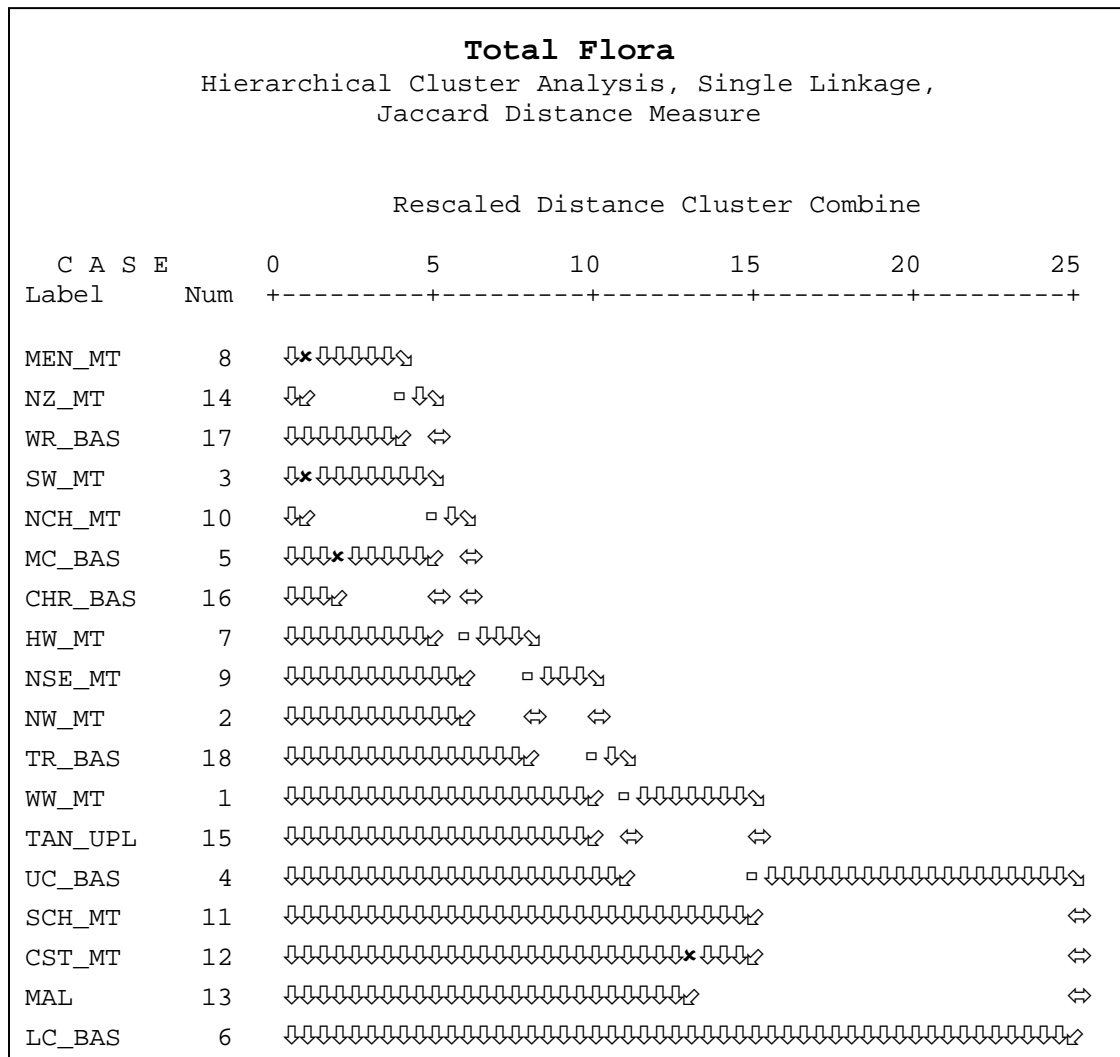 Total Flora
Hierarchical Cluster Analysis, Single Linkage,
Jaccard Distance Measure
Rescaled Distance Cluster Combine
C A S E 0 5 10 15 20 25
Label Num +---------+---------+---------+---------+---------+
MEN_MT 8 ⇩×⇩⇩⇩⇩⇩⬂
NZ_MT 14 ⇩⬃ □⇩⬂
WR_BAS 17 ⇩⇩⇩⇩⇩⇩⇩⬃ ⇔
SW_MT 3 ⇩×⇩⇩⇩⇩⇩⇩⇩⬂
NCH_MT 10 ⇩⬃ □⇩⬂
MC_BAS 5 ⇩⇩⇩×⇩⇩⇩⇩⇩⬃ ⇔
CHR_BAS 16 ⇩⇩⇩⬃ ⇔ ⇔
HW_MT 7 ⇩⇩⇩⇩⇩⇩⇩⇩⇩⬃ □⇩⇩⇩⬂
NSE_MT 9 ⇩⇩⇩⇩⇩⇩⇩⇩⇩⇩⇩⬃ □⇩⇩⇩⬂
NW_MT 2 ⇩⇩⇩⇩⇩⇩⇩⇩⇩⇩⇩⬃ ⇔ ⇔
TR_BAS 18 ⇩⇩⇩⇩⇩⇩⇩⇩⇩⇩⇩⇩⇩⇩⇩⬃ □⇩⬂
WW_MT 1 ⇩⇩⇩⇩⇩⇩⇩⇩⇩⇩⇩⇩⇩⇩⇩⇩⇩⇩⇩⬃ □⇩⇩⇩⇩⇩⇩⇩⬂
TAN_UPL 15 ⇩⇩⇩⇩⇩⇩⇩⇩⇩⇩⇩⇩⇩⇩⇩⇩⇩⇩⇩⬃ ⇔ ⇔
UC_BAS 4 ⇩⇩⇩⇩⇩⇩⇩⇩⇩⇩⇩⇩⇩⇩⇩⇩⇩⇩⇩⇩⇩⬃ □⇩⇩⇩⇩⇩⇩⇩⇩⇩⇩⇩⇩⇩⇩⇩⇩⇩⇩⇩⬂
SCH_MT 11 ⇩⇩⇩⇩⇩⇩⇩⇩⇩⇩⇩⇩⇩⇩⇩⇩⇩⇩⇩⇩⇩⇩⇩⇩⇩⇩⇩⇩⇩⬃ ⇔
CST_MT 12 ⇩⇩⇩⇩⇩⇩⇩⇩⇩⇩⇩⇩⇩⇩⇩⇩⇩⇩⇩⇩⇩⇩⇩⇩⇩×⇩⇩⇩⬃ ⇔
MAL 13 ⇩⇩⇩⇩⇩⇩⇩⇩⇩⇩⇩⇩⇩⇩⇩⇩⇩⇩⇩⇩⇩⇩⇩⇩⇩⬃ ⇔
LC_BAS 6 ⇩⇩⇩⇩⇩⇩⇩⇩⇩⇩⇩⇩⇩⇩⇩⇩⇩⇩⇩⇩⇩⇩⇩⇩⇩⇩⇩⇩⇩⇩⇩⇩⇩⇩⇩⇩⇩⇩⇩⇩⇩⇩⇩⇩⇩⇩⇩⇩⇩⬃